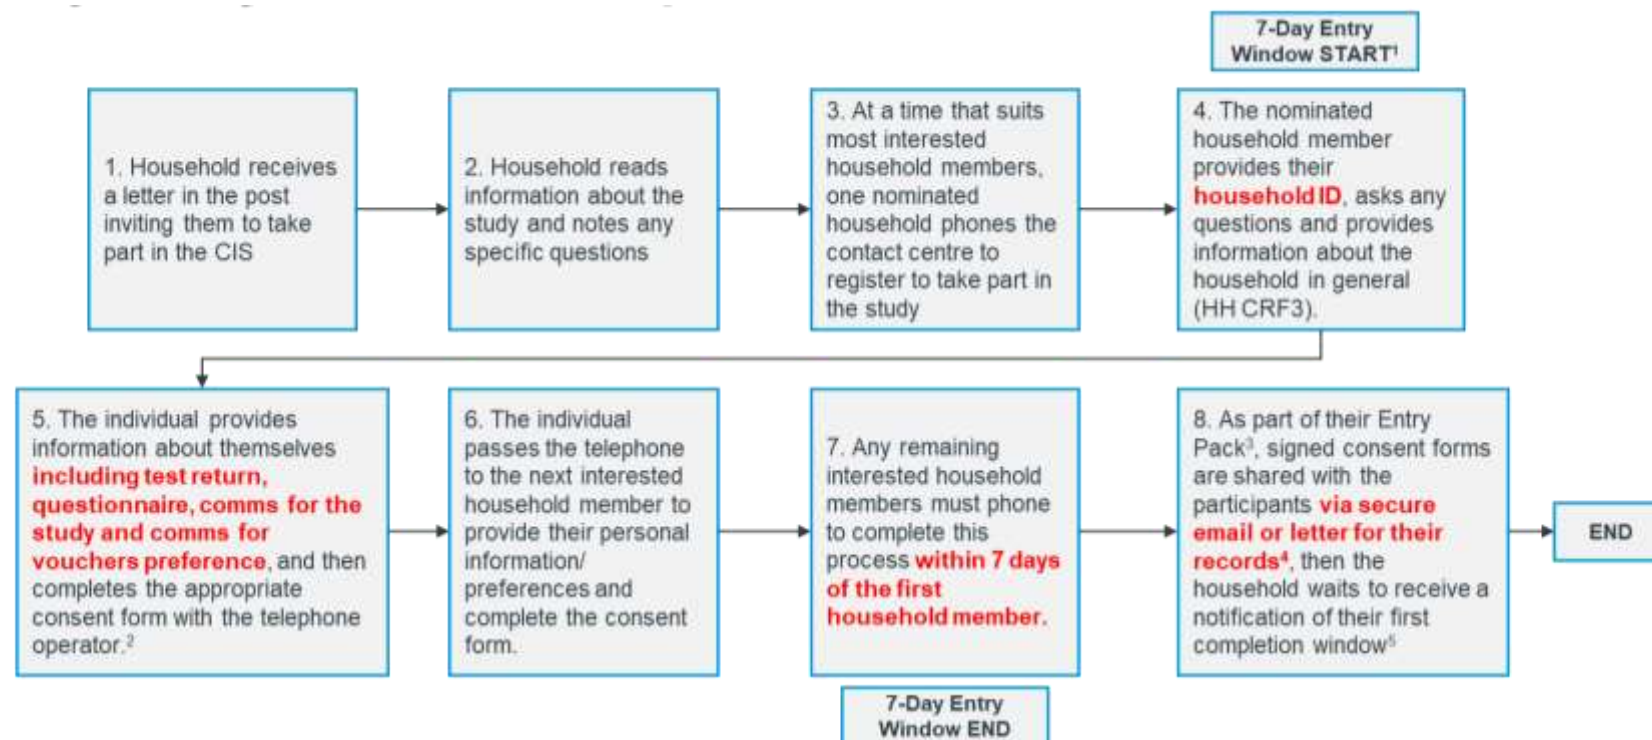 7-Day Entry
Window START¹
1. Household receives
a letter in the post
inviting them to take
part in the CIS
2. Household reads
information about the
study and notes any
specific questions
3. At a time that suits
most interested
household members,
one nominated
household phones the
contact centre to
register to take part in
the study
4. The nominated
household member
provides their
household ID, asks any
questions and provides
information about the
household in general
(HH CRF3).
5. The individual provides
information about themselves
including test return,
questionnaire, comms for the
study and comms for
vouchers preference, and then
completes the appropriate
consent form with the telephone
operator.²
6. The individual
passes the telephone
to the next interested
household member to
provide their personal
information/
preferences and
complete the consent
form.
7. Any remaining
interested household
members must phone
to complete this
process within 7 days
of the first
household member.
8. As part of their Entry
Pack³, signed consent forms
are shared with the
participants via secure
email or letter for their
records⁴, then the
household waits to receive a
notification of their first
completion window⁵
END
7-Day Entry
Window END